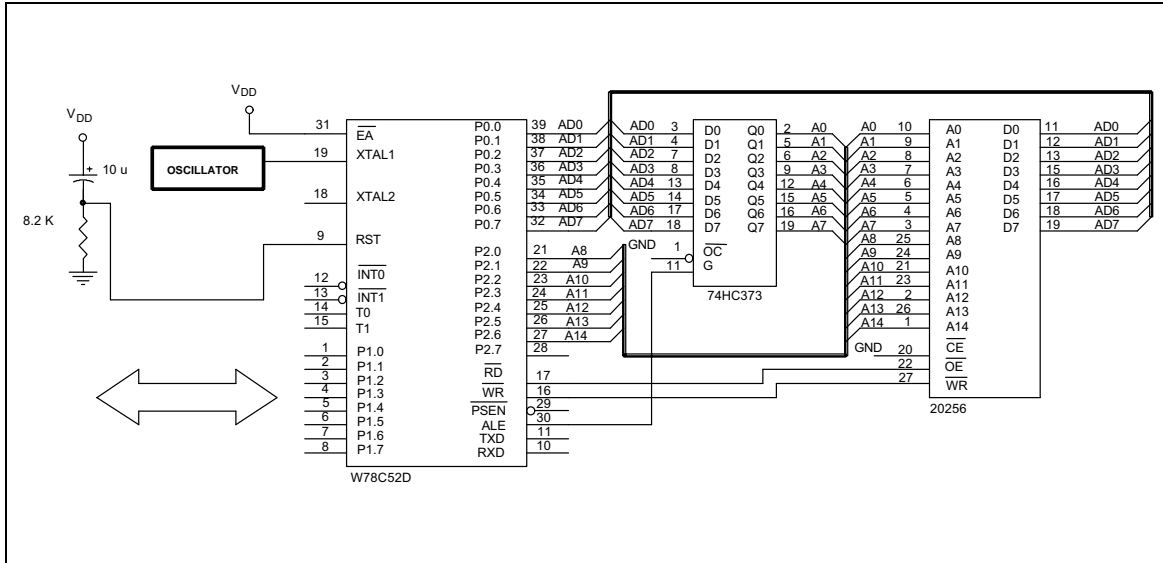 V DD
V DD
10 u
8.2 K
OSCILLATOR
31 EA
19 XTAL1
18 XTAL2
9 RST
12 INT0
13 INT1
14 T0
15 T1
1 P1.0
2 P1.1
3 P1.2
4 P1.3
5 P1.4
6 P1.5
7 P1.6
8 P1.7
P0.0 39 AD0
P0.1 38 AD1
P0.2 37 AD2
P0.3 36 AD3
P0.4 35 AD4
P0.5 34 AD5
P0.6 33 AD6
P0.7 32 AD7
P2.0 21 A8
P2.1 22 A9
P2.2 23 A10
P2.3 24 A11
P2.4 25 A12
P2.5 26 A13
P2.6 27 A14
P2.7 28
RD 17
WR 16
PSEN 29
ALE 30
TXD 11
RXD 10
W78C52D
AD0 3 D0 Q0 2 A0
AD1 4 D1 Q1 5 A1
AD2 7 D2 Q2 6 A2
AD3 8 D3 Q3 9 A3
AD4 13 D4 Q4 12 A4
AD5 14 D5 Q5 15 A5
AD6 17 D6 Q6 16 A6
AD7 18 D7 Q7 19 A7
GND 1 OC
11 G
74HC373
A0 10 A0 D0 11 AD0
A1 9 A1 D1 12 AD1
A2 8 A2 D2 13 AD2
A3 7 A3 D3 15 AD3
A4 6 A4 D4 16 AD4
A5 5 A5 D5 17 AD5
A6 4 A6 D6 18 AD6
A7 3 A7 D7 19 AD7
A8 25 A8
A9 24 A9
A10 21 A10
A11 23 A11
A12 2 A12
A13 26 A13
A14 1 A14
GND 20 CE
22 OE
27 WR
20256